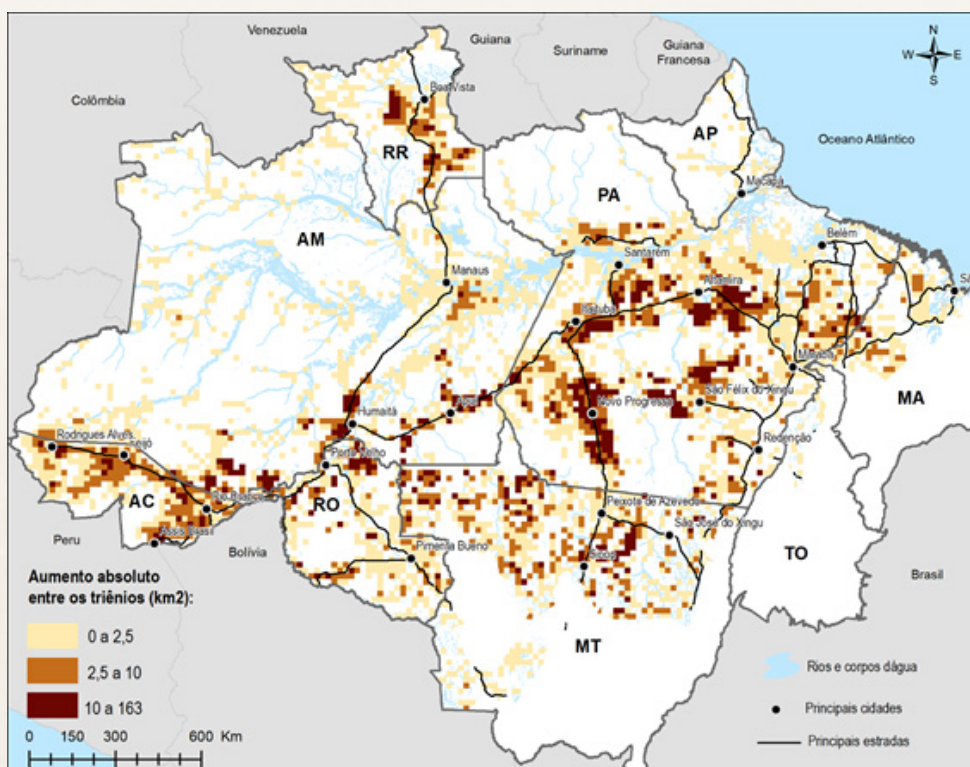 Venezuela
Guiana
Suriname
Guiana
Francesa
N
W E
S
Colômbia
Boa Vista
RR
AP
Oceano Atlântico
Macapá
PA
AM
Belém
Santarém
Manaus
Altamira
Itaituba
Marabá
Apuí
São Félix do Xingu
MA
Humaitá
Novo Progresso
Rodrigues Alves
Feijó
Redenção
Porto Velho
AC
Rio Branco
RO
Peixoto de Azevedo
TO
Assis Brasil
São José do Xingu
Peru
Bolívia
Pimenta Bueno
Sinop
Brasil
MT
Aumento absoluto
entre os triênios (km2):
0 a 2,5
2,5 a 10
10 a 163
0 150 300 600 Km
Rios e corpos dágua
Principais cidades
Principais estradas